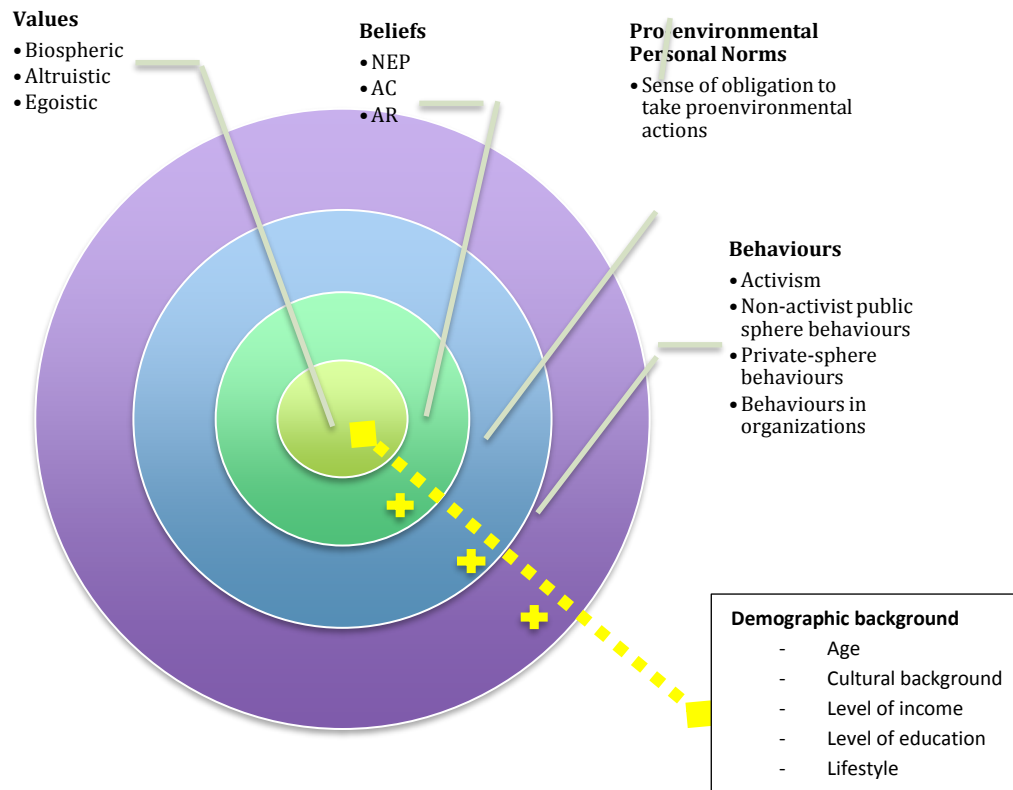 Values
• Biospheric
• Altruistic
• Egoistic
Beliefs
• NEP
• AC
• AR
Proenvironmental
Personal Norms
• Sense of obligation to
take proenvironmental
actions
Behaviours
• Activism
• Non-activist public
sphere behaviours
• Private-sphere
behaviours
• Behaviours in
organizations
Demographic background
- Age
- Cultural background
- Level of income
- Level of education
- Lifestyle